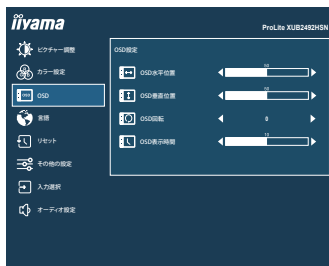 iiyama
ProLite XUB2492HSN
ピクチャー調整
カラー設定
OSD
言語
リセット
その他の設定
入力選択
オーディオ設定
OSD設定
OSD水平位置
50
OSD垂直位置
50
OSD回転
0
OSD表示時間
10